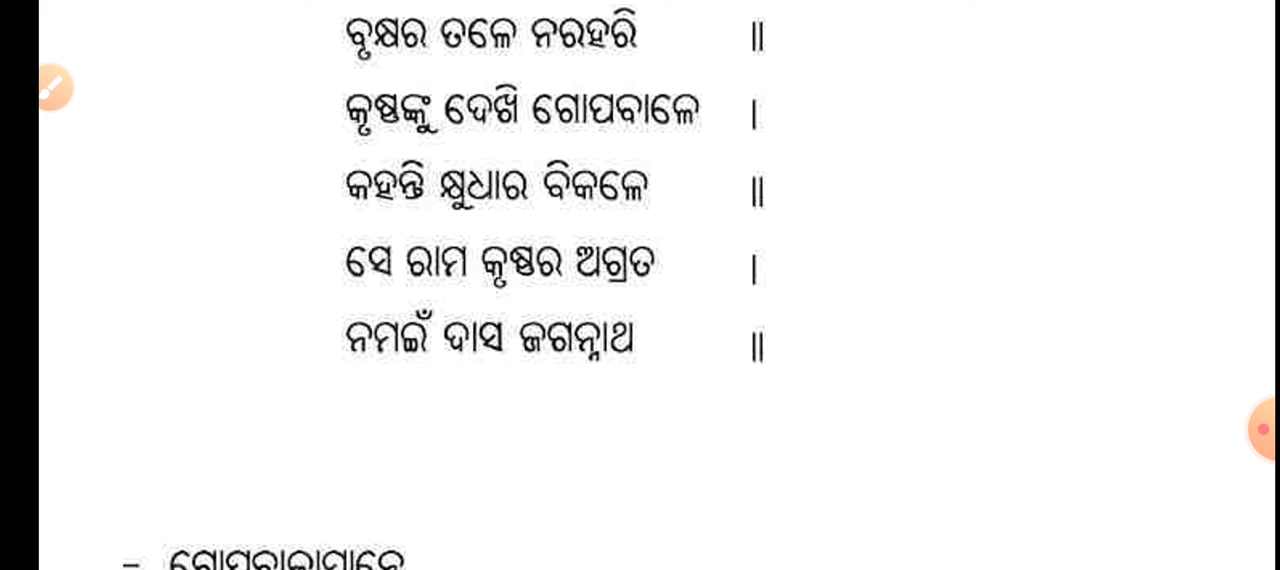 ବୃକ୍ଷର ତଳେ ନରହରି ॥
କୃଷ୍ଣଙ୍କୁ ଦେଖି ଗୋପବାଳେ ।
କହନ୍ତି କ୍ଷୁଧାର ବିକଳେ ॥
ସେ ରାମ କୃଷ୍ଣର ଅଗ୍ରତ ।
ନମଇଁ ଦାସ ଜଗନ୍ନାଥ ॥